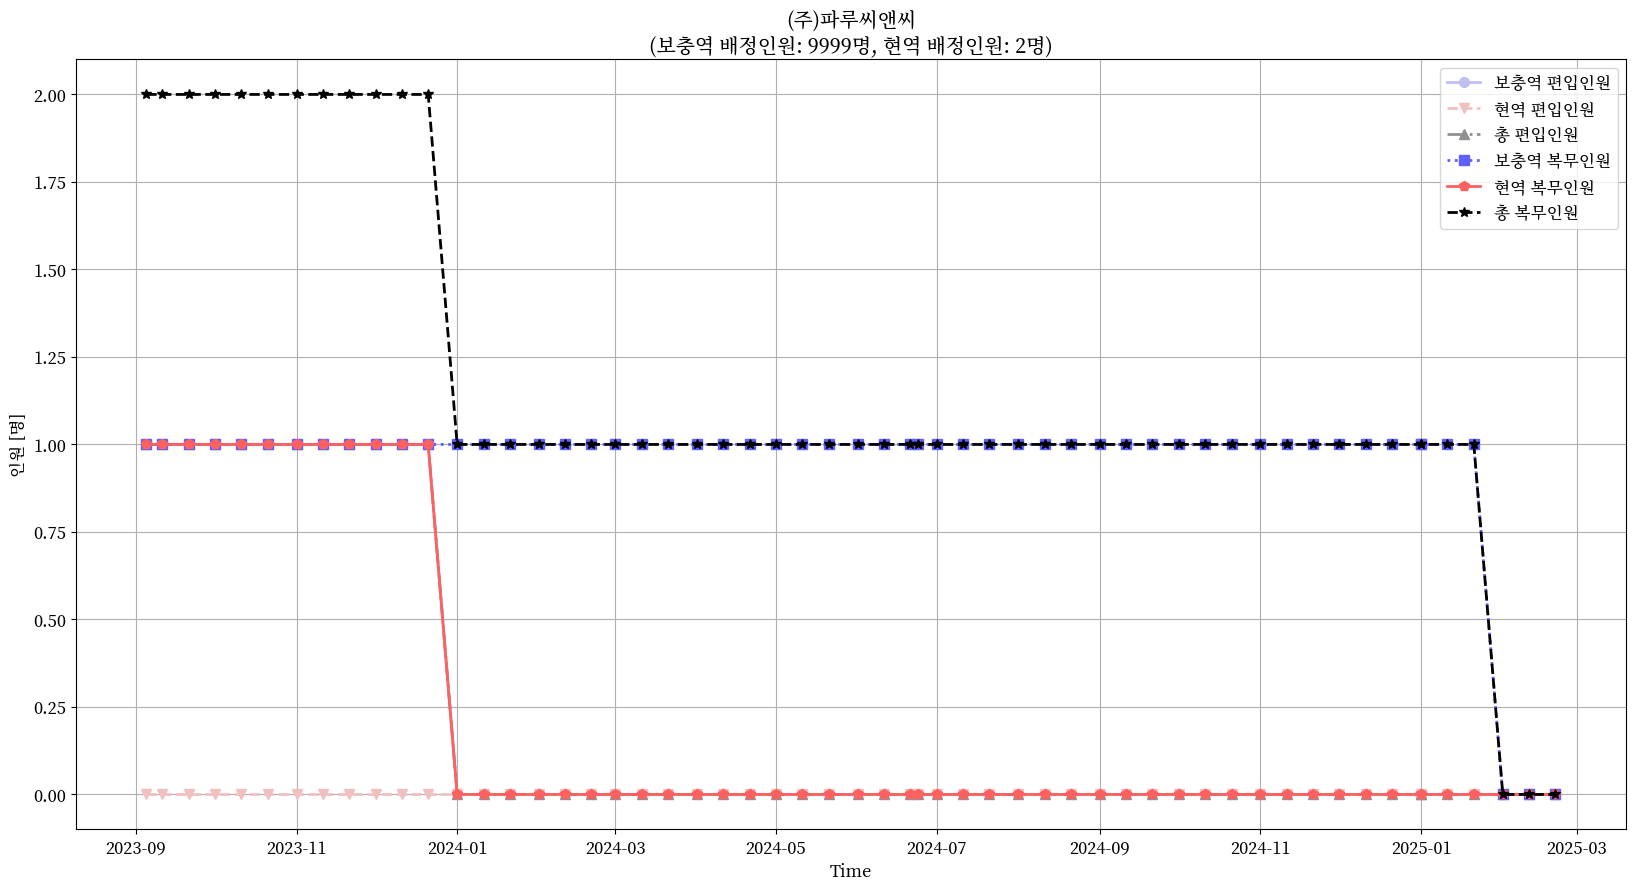 (주)파루씨앤씨
(보충역 배정인원: 9999명, 현역 배정인원: 2명)
2.00
1.75
1.50
1.25
1.00
0.75
0.50
0.25
0.00
인원 [명]
보충역 편입인원
현역 편입인원
총 편입인원
보충역 복무인원
현역 복무인원
총 복무인원
2023-09
2023-11
2024-01
2024-03
2024-05
2024-07
2024-09
2024-11
2025-01
2025-03
Time